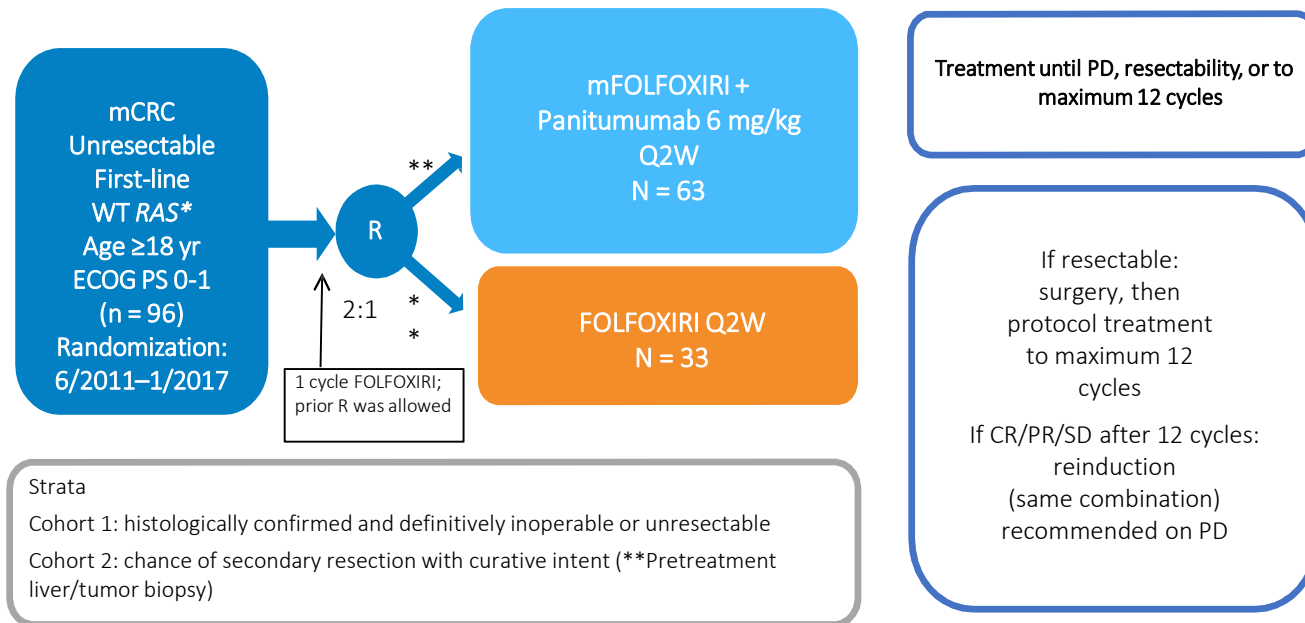 mCRC
Unresectable
First-line
WT RAS*
Age ≥18 yr
ECOG PS 0-1
(n = 96)
Randomization:
6/2011–1/2017
R
**
2:1
*
*
1 cycle FOLFOXIRI;
prior R was allowed
mFOLFOXIRI +
Panitumumab 6 mg/kg
Q2W
N = 63
FOLFOXIRI Q2W
N = 33
Treatment until PD, resectability, or to
maximum 12 cycles
If resectable:
surgery, then
protocol treatment
to maximum 12
cycles
If CR/PR/SD after 12 cycles:
reinduction
(same combination)
recommended on PD
Strata
Cohort 1: histologically confirmed and definitively inoperable or unresectable
Cohort 2: chance of secondary resection with curative intent (**Pretreatment
liver/tumor biopsy)